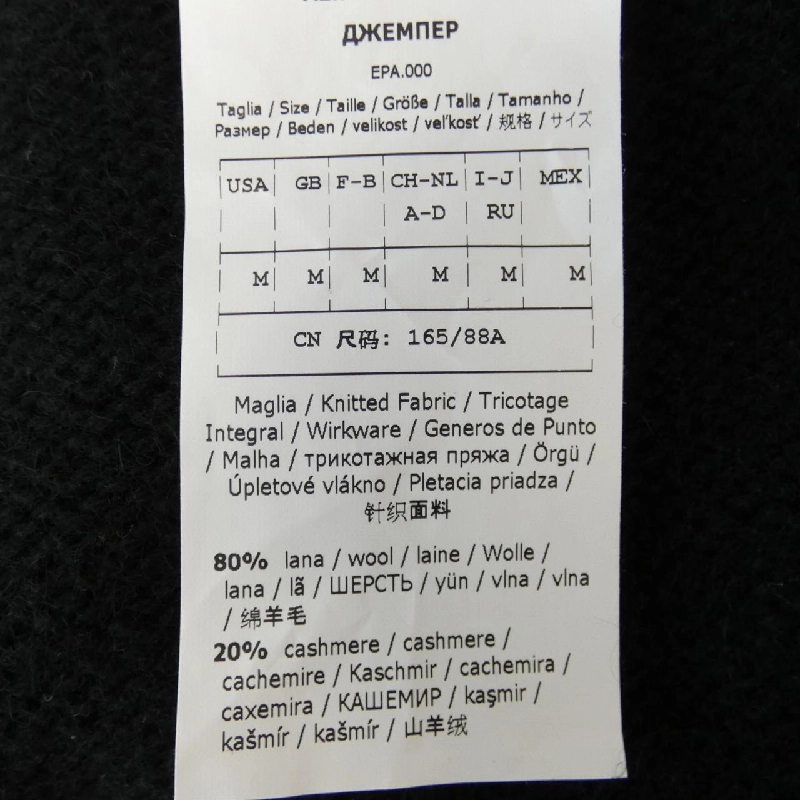 ДЖЕМПЕР
EPA.000
Taglia / Size / Taille / Größe / Talla / Tamanho /
Размер / Beden / velikost / veľkosť / 规格 / サイズ
USA GB F-B CH-NL I-J MEX
A-D RU
M M M M M M
CN 尺码: 165/88A
Maglia / Knitted Fabric / Tricotage
Integral / Wirkware / Generos de Punto
/ Malha / трикотажная пряжа / Örgü /
Úpletové vlákno / Pletacia priadza /
针织面料
80% lana / wool / laine / Wolle /
lana / lã / ШЕРСТЬ / yün / vlna / vlna
/ 绵羊毛
20% cashmere / cashmere /
cachemire / Kaschmir / cachemira /
caxemira / КАШЕМИР / kaşmir /
kašmír / kašmír / 山羊绒